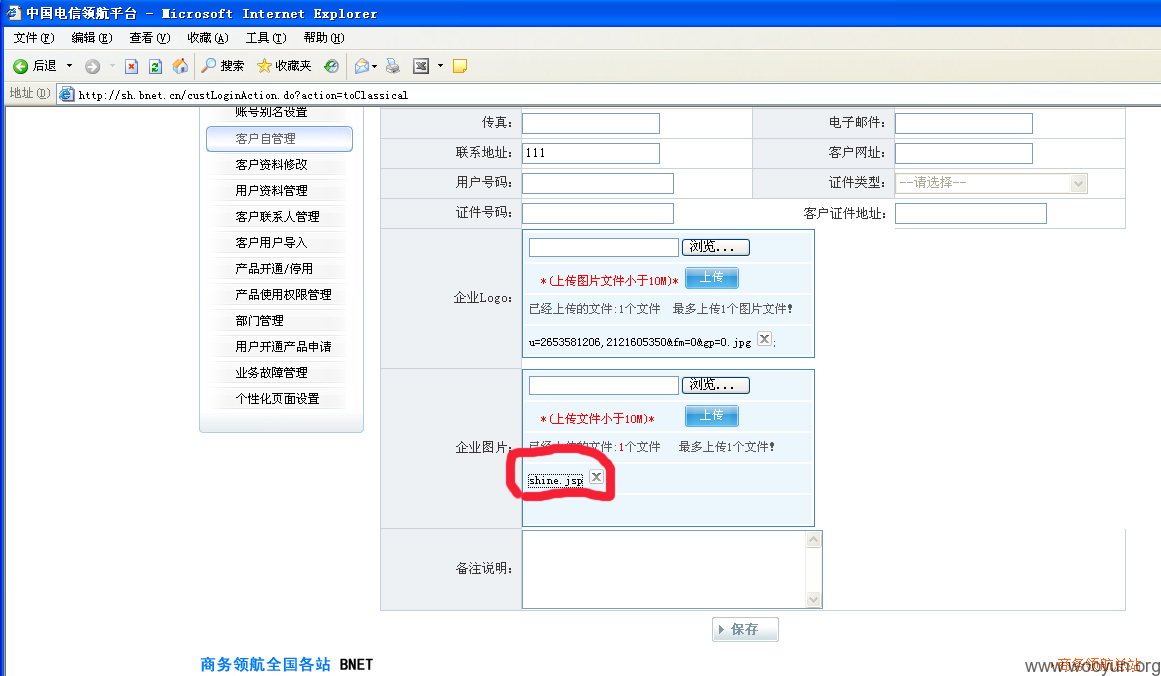 中国电信领航平台 - Microsoft Internet Explorer
文件(F) 编辑(E) 查看(V) 收藏(A) 工具(T) 帮助(H)
后退 搜索 收藏夹
地址(D) http://sh.bnet.cn/custLoginAction.do?action=toClassical
账号别名设置
客户自管理
客户资料修改
用户资料管理
客户联系人管理
客户用户导入
产品开通/停用
产品使用权限管理
部门管理
用户开通产品申请
业务故障管理
个性化页面设置
传真: 电子邮件:
联系地址: 111 客户网址:
用户号码: 证件类型: --请选择--
证件号码: 客户证件地址:
浏览...
*(上传图片文件小于10M)* 上传
企业Logo:
已经上传的文件:1个文件 最多上传1个图片文件!
u=2653581206,2121605350&fm=0&gp=0.jpg X;
浏览...
*(上传文件小于10M)* 上传
企业图片:
已经上传的文件:1个文件 最多上传1个文件!
shine.jsp X
备注说明:
保存
商务领航全国各站 BNET
商务领航总站
www.wooyun.org